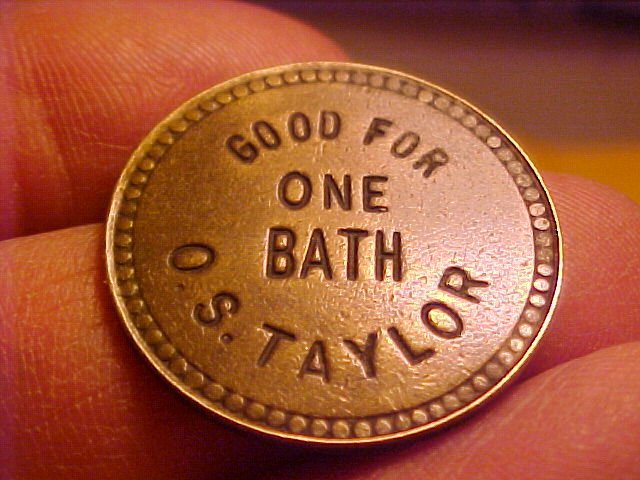 GOOD FOR
ONE
BATH
O.S. TAYLOR